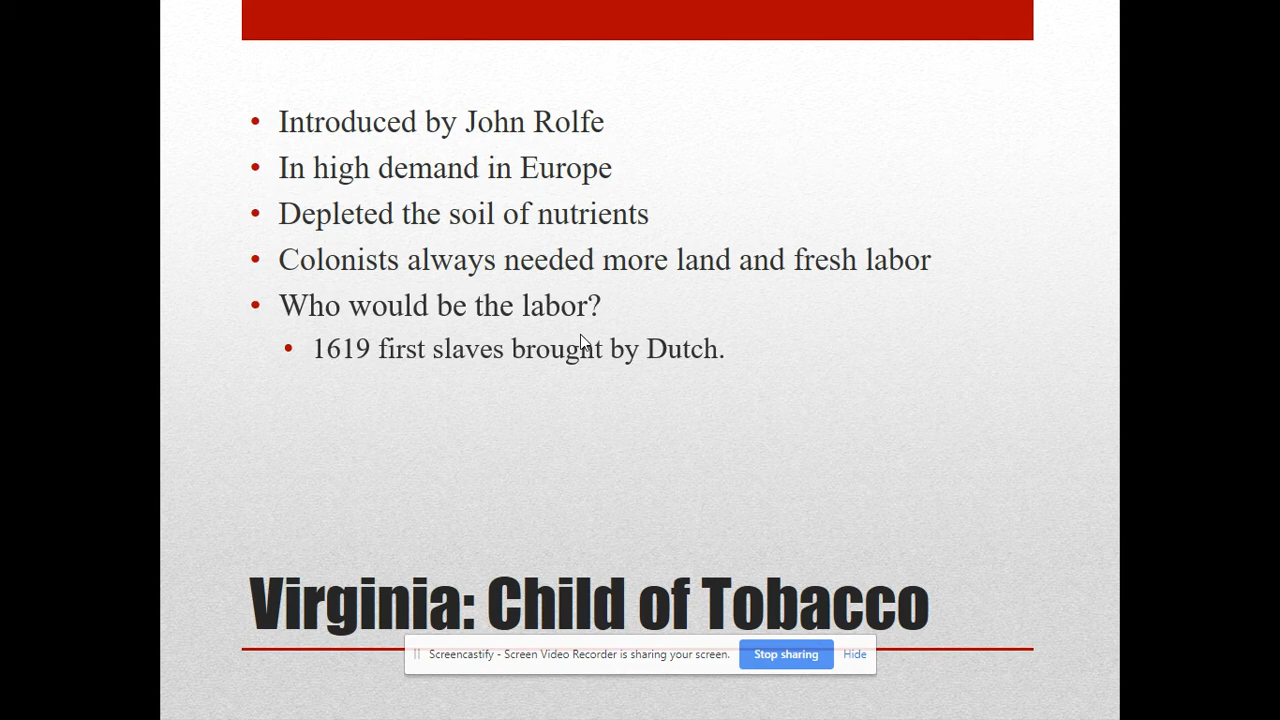 • Introduced by John Rolfe
• In high demand in Europe
• Depleted the soil of nutrients
• Colonists always needed more land and fresh labor
• Who would be the labor?
• 1619 first slaves brought by Dutch.
Virginia: Child of Tobacco
Screencastify - Screen Video Recorder is sharing your screen. Stop sharing Hide